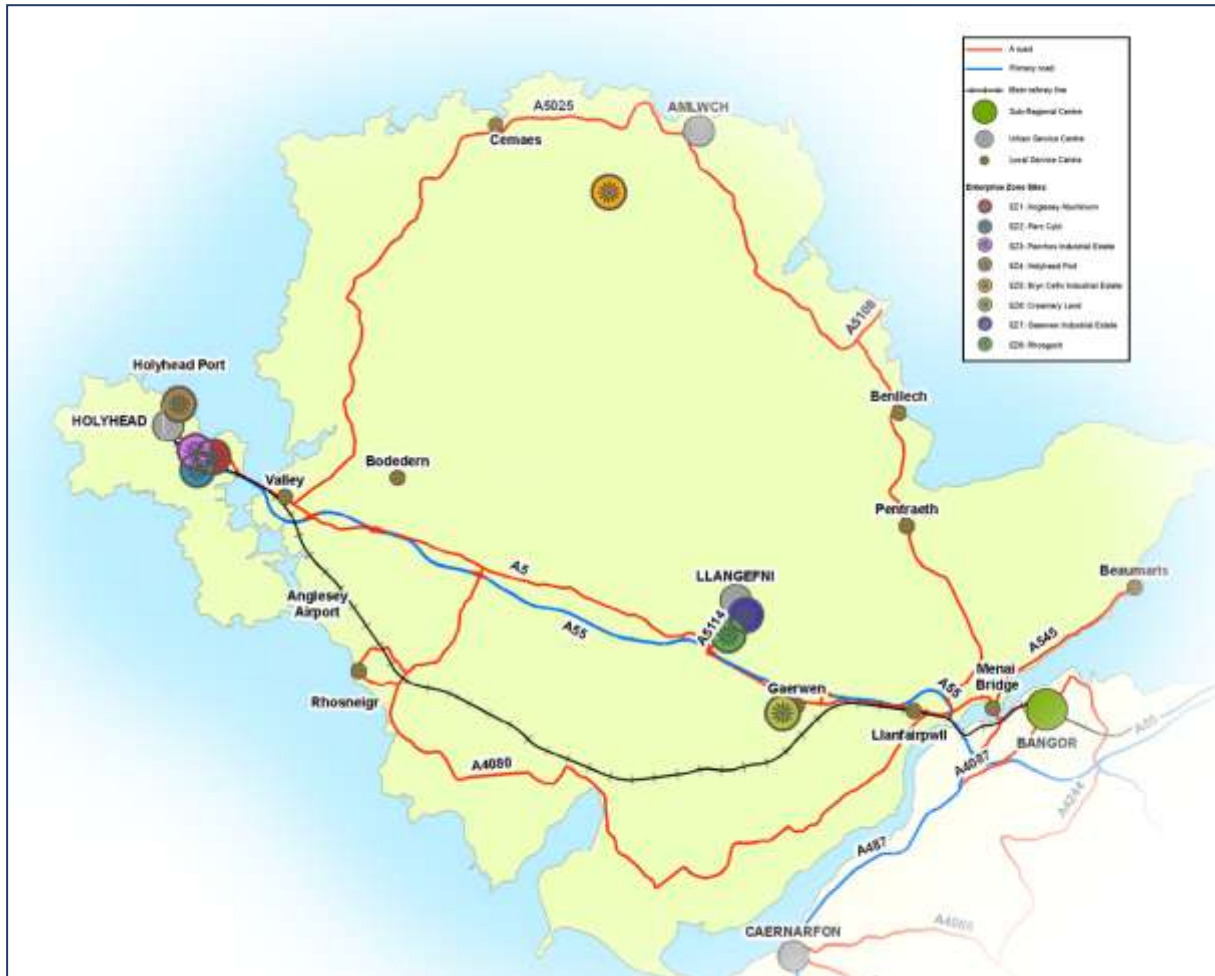 A road
Primary road
Main railway line
Sub-Regional Centre
Urban Service Centre
Local Service Centre
Enterprise Zone Sites
EZ1: Anglesey Aluminium
EZ2: Parc Cybi
EZ3: Penrhos Industrial Estate
EZ4: Holyhead Port
EZ5: Bryn Cefni Industrial Estate
EZ6: Creamery Land
EZ7: Gaerwen Industrial Estate
EZ8: Rhosgoch
A5025
AMLWCH
Cemaes
A5108
Holyhead Port
HOLYHEAD
Benllech
Bodedern
Valley
Pentraeth
A5
LLANGEFNI
Beaumaris
Anglesey
Airport
A55
A5114
A545
Menai
Bridge
Gaerwen
A55
Rhosneigr
Llanfairpwll
BANGOR
A55
A4080
A4087
A4244
A487
CAERNARFON
A4086